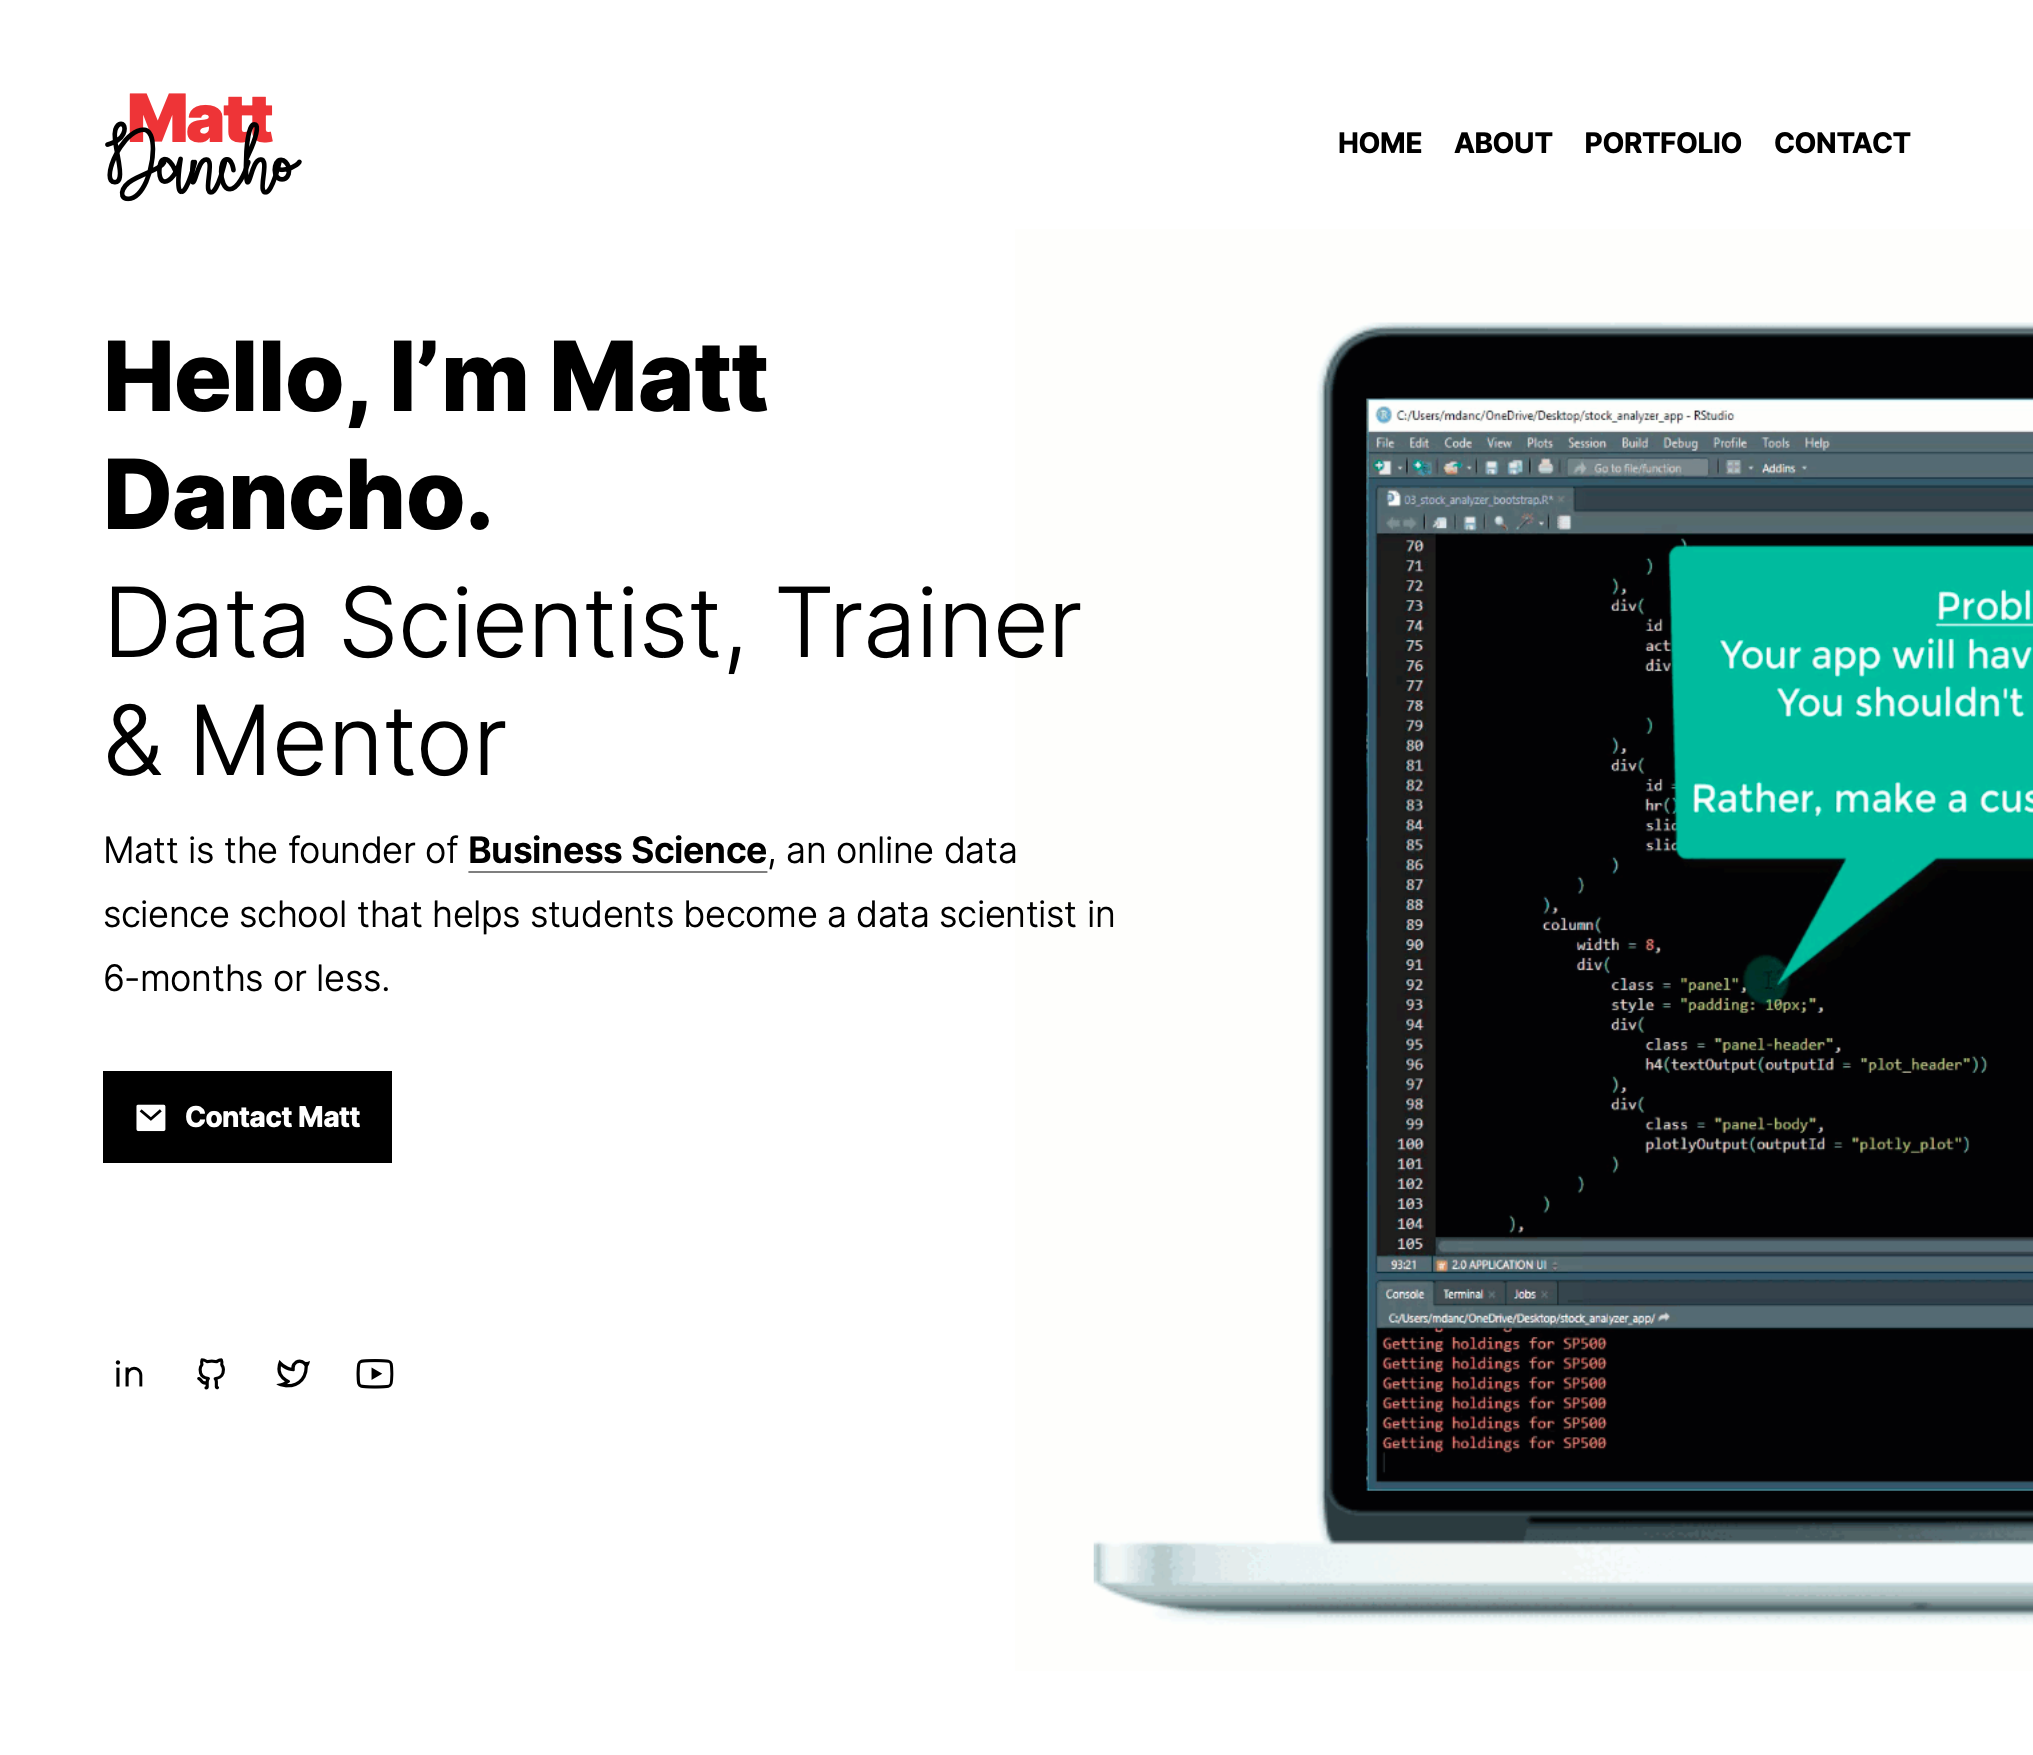 Matt
Dancho
HOME ABOUT PORTFOLIO CONTACT
Hello, I’m Matt
Dancho.
Data Scientist, Trainer
& Mentor
Matt is the founder of Business Science, an online data
science school that helps students become a data scientist in
6-months or less.
Contact Matt
in
C:/Users/mdanc/OneDrive/Desktop/stock_analyzer_app - RStudio
File Edit Code View Plots Session Build Debug Profile Tools Help
Go to file/function Addins
03_stock_analyzer_bootstrap.R*
70 )
71 )
72 ),
73 div(
74 id
75 act
76 div
77
78
79 )
80 ),
81 div(
82 id =
83 hr()
84 slid
85 slid
86 )
87 )
88 ),
89 column(
90 width = 8,
91 div(
92 class = "panel",
93 style = "padding: 10px;",
94 div(
95 class = "panel-header",
96 h4(textOutput(outputId = "plot_header"))
97 ),
98 div(
99 class = "panel-body",
100 plotlyOutput(outputId = "plotly_plot")
101 )
102 )
103 )
104 ),
105
Probl
Your app will hav
You shouldn't
Rather, make a cus
93:21 2.0 APPLICATION UI
Console Terminal Jobs
C:/Users/mdanc/OneDrive/Desktop/stock_analyzer_app/
Getting holdings for SP500
Getting holdings for SP500
Getting holdings for SP500
Getting holdings for SP500
Getting holdings for SP500
Getting holdings for SP500